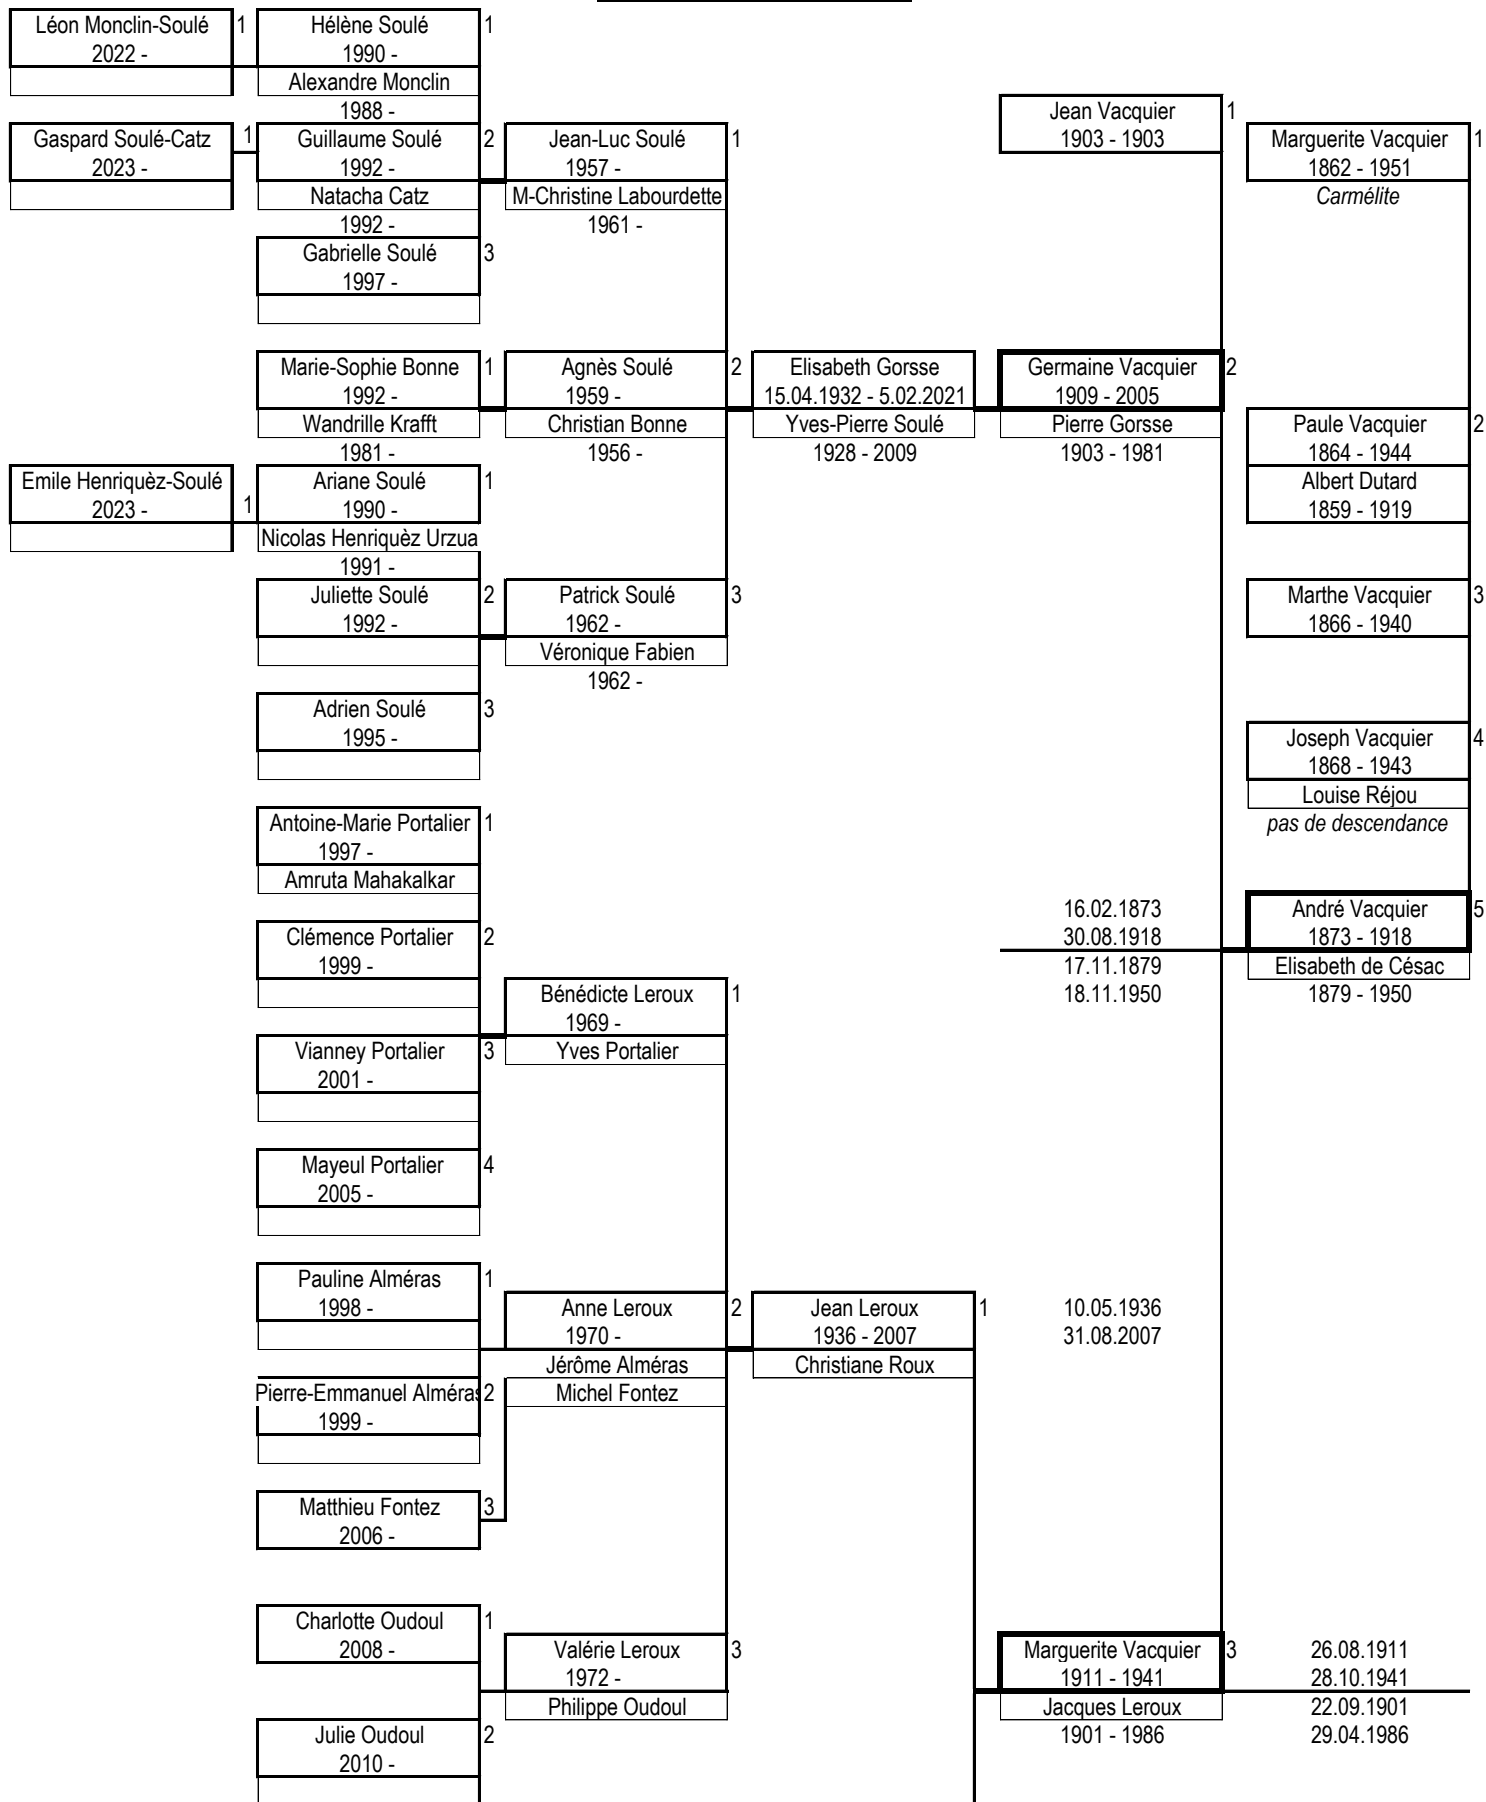 Léon Monclin-Soulé 1
2022 -
Hélène Soulé 1
1990 -
Alexandre Monclin
1988 -
Gaspard Soulé-Catz 1
2023 -
Guillaume Soulé 2
1992 -
Natacha Catz
1992 -
Gabrielle Soulé 3
1997 -
Jean-Luc Soulé 1
1957 -
M-Christine Labourdette
1961 -
Jean Vacquier 1
1903 - 1903
Marguerite Vacquier 1
1862 - 1951
Carmélite
Marie-Sophie Bonne 1
1992 -
Wandrille Krafft
1981 -
Agnès Soulé 2
1959 -
Christian Bonne
1956 -
Elisabeth Gorsse
15.04.1932 - 5.02.2021
Yves-Pierre Soulé
1928 - 2009
Germaine Vacquier 2
1909 - 2005
Pierre Gorsse
1903 - 1981
Paule Vacquier 2
1864 - 1944
Albert Dutard
1859 - 1919
Emile Henriquèz-Soulé
2023 - 1
Ariane Soulé 1
1990 -
Nicolas Henriquèz Urzua
1991 -
Juliette Soulé 2
1992 -
Patrick Soulé 3
1962 -
Véronique Fabien
1962 -
Marthe Vacquier 3
1866 - 1940
Adrien Soulé 3
1995 -
Joseph Vacquier 4
1868 - 1943
Louise Réjou
pas de descendance
Antoine-Marie Portalier 1
1997 -
Amruta Mahakalkar
Clémence Portalier 2
1999 -
16.02.1873
30.08.1918
17.11.1879
18.11.1950
André Vacquier 5
1873 - 1918
Elisabeth de Césac
1879 - 1950
Bénédicte Leroux 1
1969 -
Yves Portalier
Vianney Portalier 3
2001 -
Mayeul Portalier 4
2005 -
Pauline Alméras 1
1998 -
Anne Leroux 2
1970 -
Jérôme Alméras
Michel Fontez
Jean Leroux 1
1936 - 2007
Christiane Roux
10.05.1936
31.08.2007
Pierre-Emmanuel Alméras 2
1999 -
Matthieu Fontez 3
2006 -
Charlotte Oudoul 1
2008 -
Valérie Leroux 3
1972 -
Philippe Oudoul
Marguerite Vacquier 3
1911 - 1941
Jacques Leroux
1901 - 1986
26.08.1911
28.10.1941
22.09.1901
29.04.1986
Julie Oudoul 2
2010 -